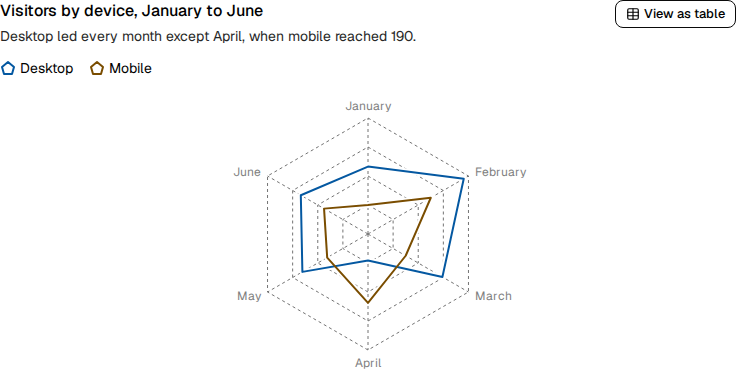 Visitors by device, January to June
View as table
Desktop led every month except April, when mobile reached 190.
Desktop
Mobile
January
June
February
May
March
April